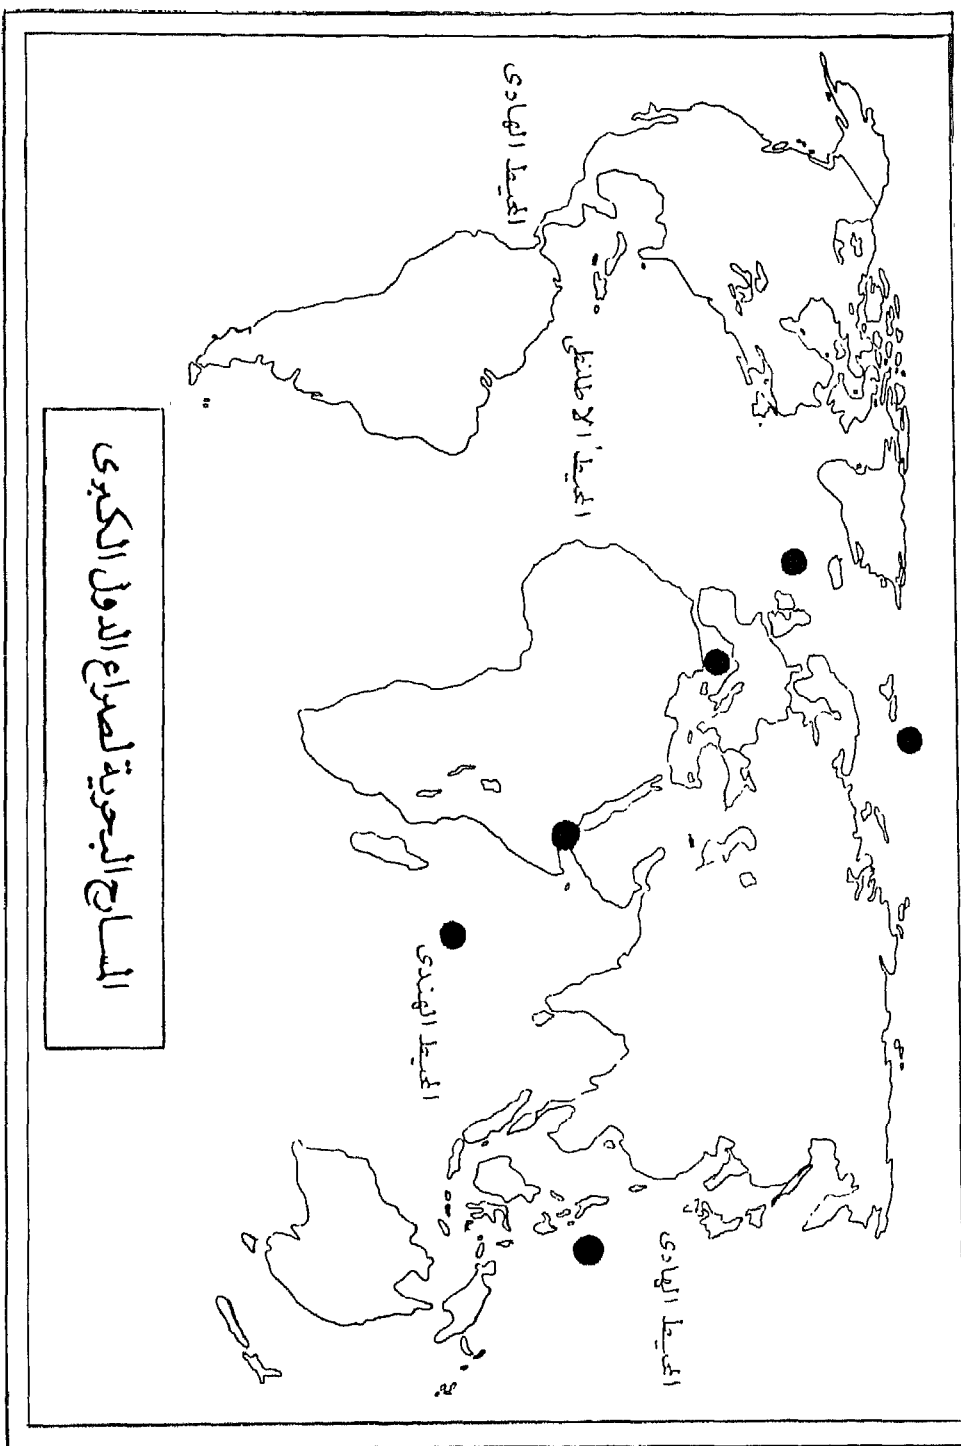 المحيط الهادى
المحيط الأطلنطى
المحيط الهندى
المحيط الهادى
المسارح البحرية لصراع الدول الكبرى